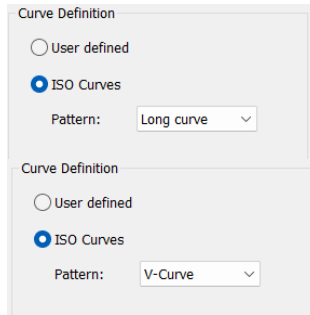 Curve Definition
User defined
ISO Curves
Pattern: Long curve
Curve Definition
User defined
ISO Curves
Pattern: V-Curve